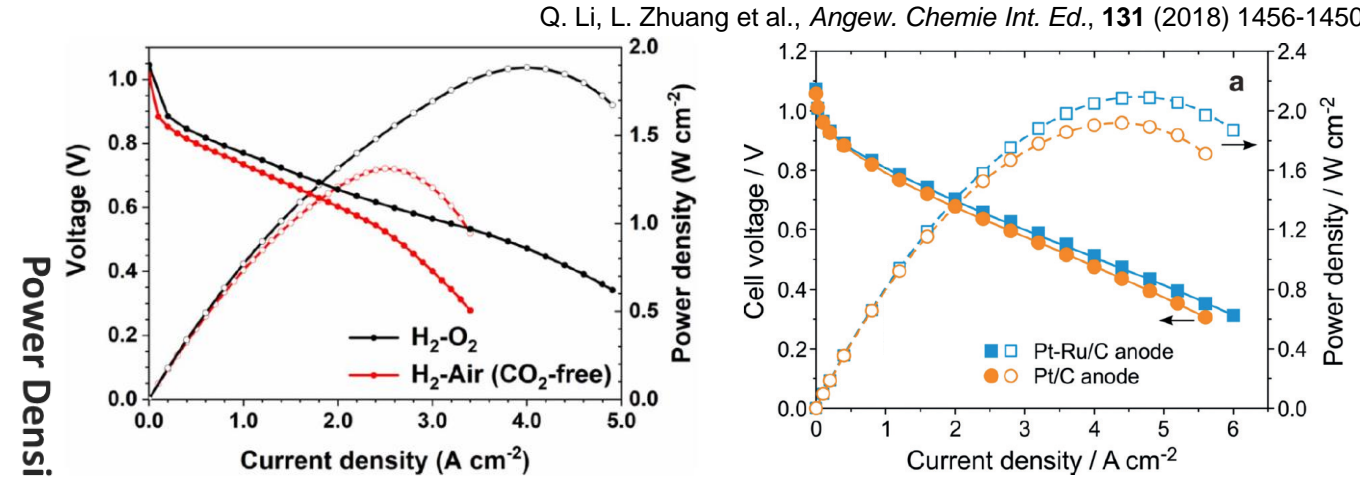 Q. Li, L. Zhuang et al., Angew. Chemie Int. Ed., 131 (2018) 1456-1450
Power Densi
Voltage (V)
1.0
0.8
0.6
0.4
0.2
0.0
0.0 1.0 2.0 3.0 4.0 5.0
Current density (A cm-2)
2.0
1.5
1.0
0.5
0.0
Power density (W cm-2)
H2-O2
H2-Air (CO2-free)
Cell voltage / V
1.2
1.0
0.8
0.6
0.4
0.2
0.0
0 1 2 3 4 5 6
Current density / A cm-2
2.4
2.0
1.6
1.2
0.8
0.4
0.0
Power density / W cm-2
a
Pt-Ru/C anode
Pt/C anode